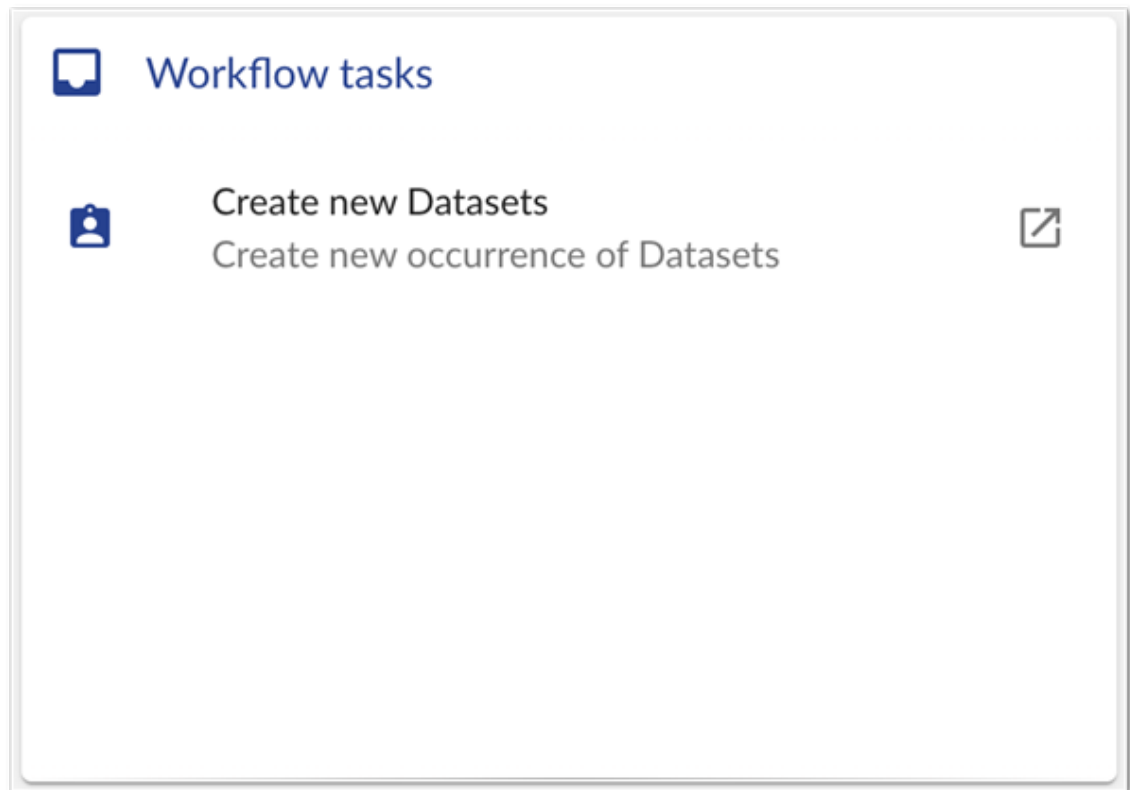 Workflow tasks
Create new Datasets
Create new occurrence of Datasets